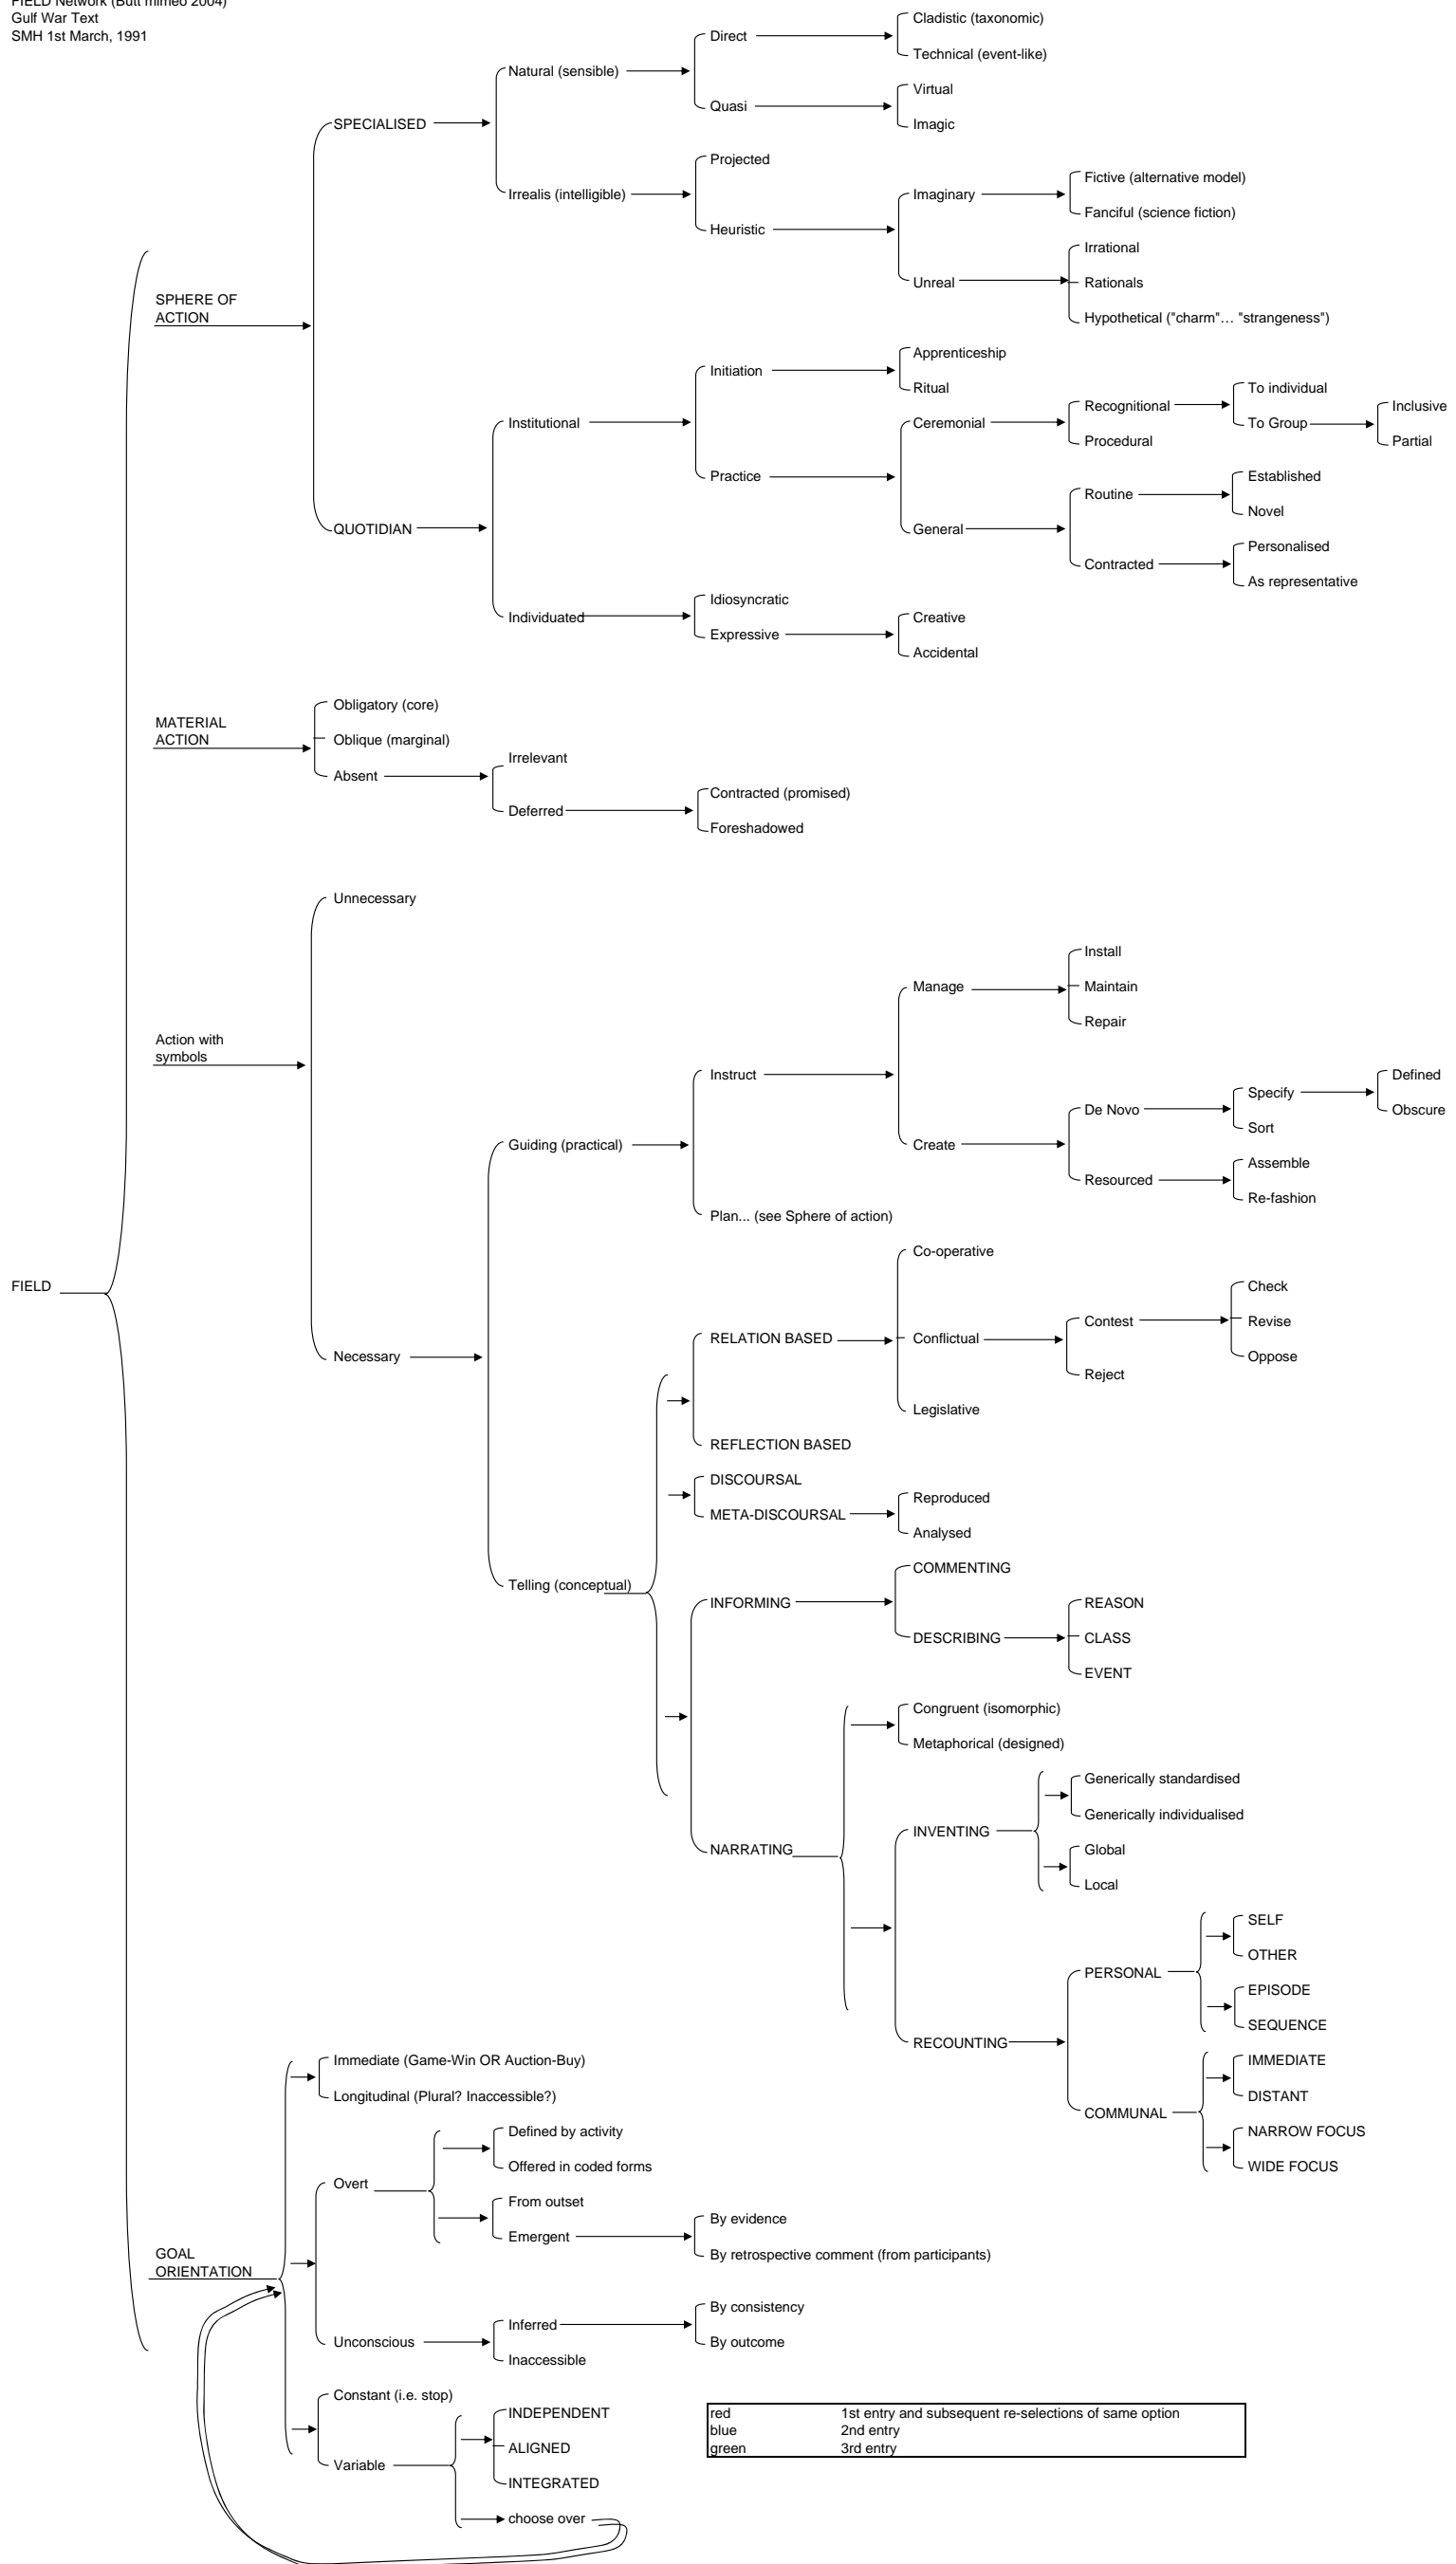 FIELD Network (Butt mimeo 2004)
Gulf War Text
SMH 1st March, 1991
Cladistic (taxonomic)
Direct
Technical (event-like)
Natural (sensible)
Virtual
Quasi
Imagic
SPECIALISED
Projected
Fictive (alternative model)
Irrealis (intelligible)
Imaginary
Fanciful (science fiction)
Heuristic
Irrational
Unreal
Rationals
Hypothetical ("charm"... "strangeness")
SPHERE OF
ACTION
Apprenticeship
Initiation
Ritual
To individual
Recognitional
Inclusive
Institutional
Ceremonial
To Group
Procedural
Partial
Practice
Established
Routine
Novel
QUOTIDIAN
General
Personalised
Contracted
As representative
Idiosyncratic
Individuated
Creative
Expressive
Accidental
Obligatory (core)
MATERIAL
ACTION
Oblique (marginal)
Irrelevant
Absent
Contracted (promised)
Deferred
Foreshadowed
Unnecessary
Install
Manage
Maintain
Repair
Action with
symbols
Instruct
Defined
Specify
De Novo
Obscure
Sort
Guiding (practical)
Create
Assemble
Resourced
Re-fashion
Plan... (see Sphere of action)
Co-operative
FIELD
Check
Contest
Revise
RELATION BASED
Conflictual
Necessary
Oppose
Reject
Legislative
REFLECTION BASED
DISCOURSAL
Reproduced
META-DISCOURSAL
Analysed
COMMENTING
Telling (conceptual)
INFORMING
REASON
DESCRIBING
CLASS
EVENT
Congruent (isomorphic)
Metaphorical (designed)
Generically standardised
Generically individualised
INVENTING
NARRATING
Global
Local
SELF
OTHER
PERSONAL
EPISODE
SEQUENCE
RECOUNTING
Immediate (Game-Win OR Auction-Buy)
IMMEDIATE
Longitudinal (Plural? Inaccessible?)
DISTANT
COMMUNAL
Defined by activity
NARROW FOCUS
Offered in coded forms
WIDE FOCUS
Overt
From outset
By evidence
Emergent
By retrospective comment (from participants)
GOAL
ORIENTATION
By consistency
Inferred
Unconscious
By outcome
Inaccessible
Constant (i.e. stop)
INDEPENDENT
red 1st entry and subsequent re-selections of same option
blue 2nd entry
green 3rd entry
ALIGNED
Variable
INTEGRATED
choose over